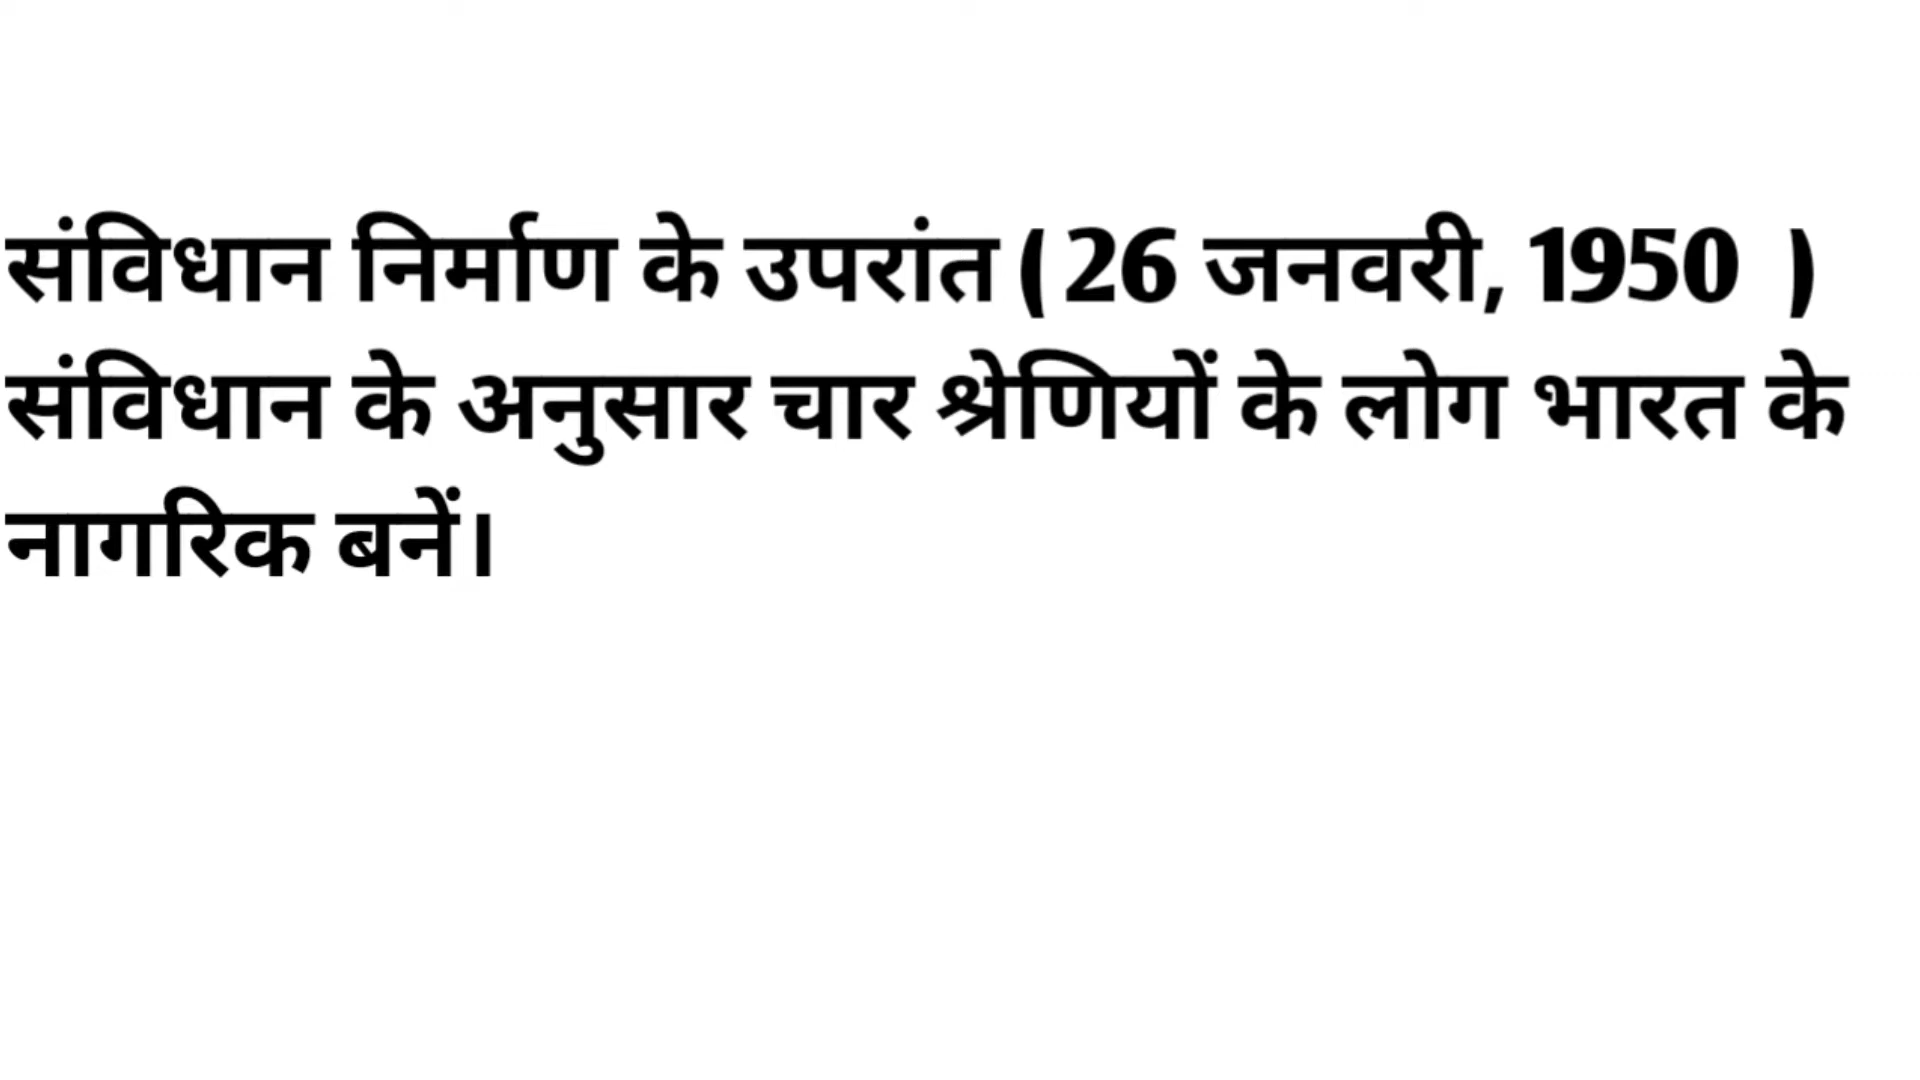 संविधान निर्माण के उपरांत ( 26 जनवरी, 1950 )
संविधान के अनुसार चार श्रेणियों के लोग भारत के
नागरिक बनें।